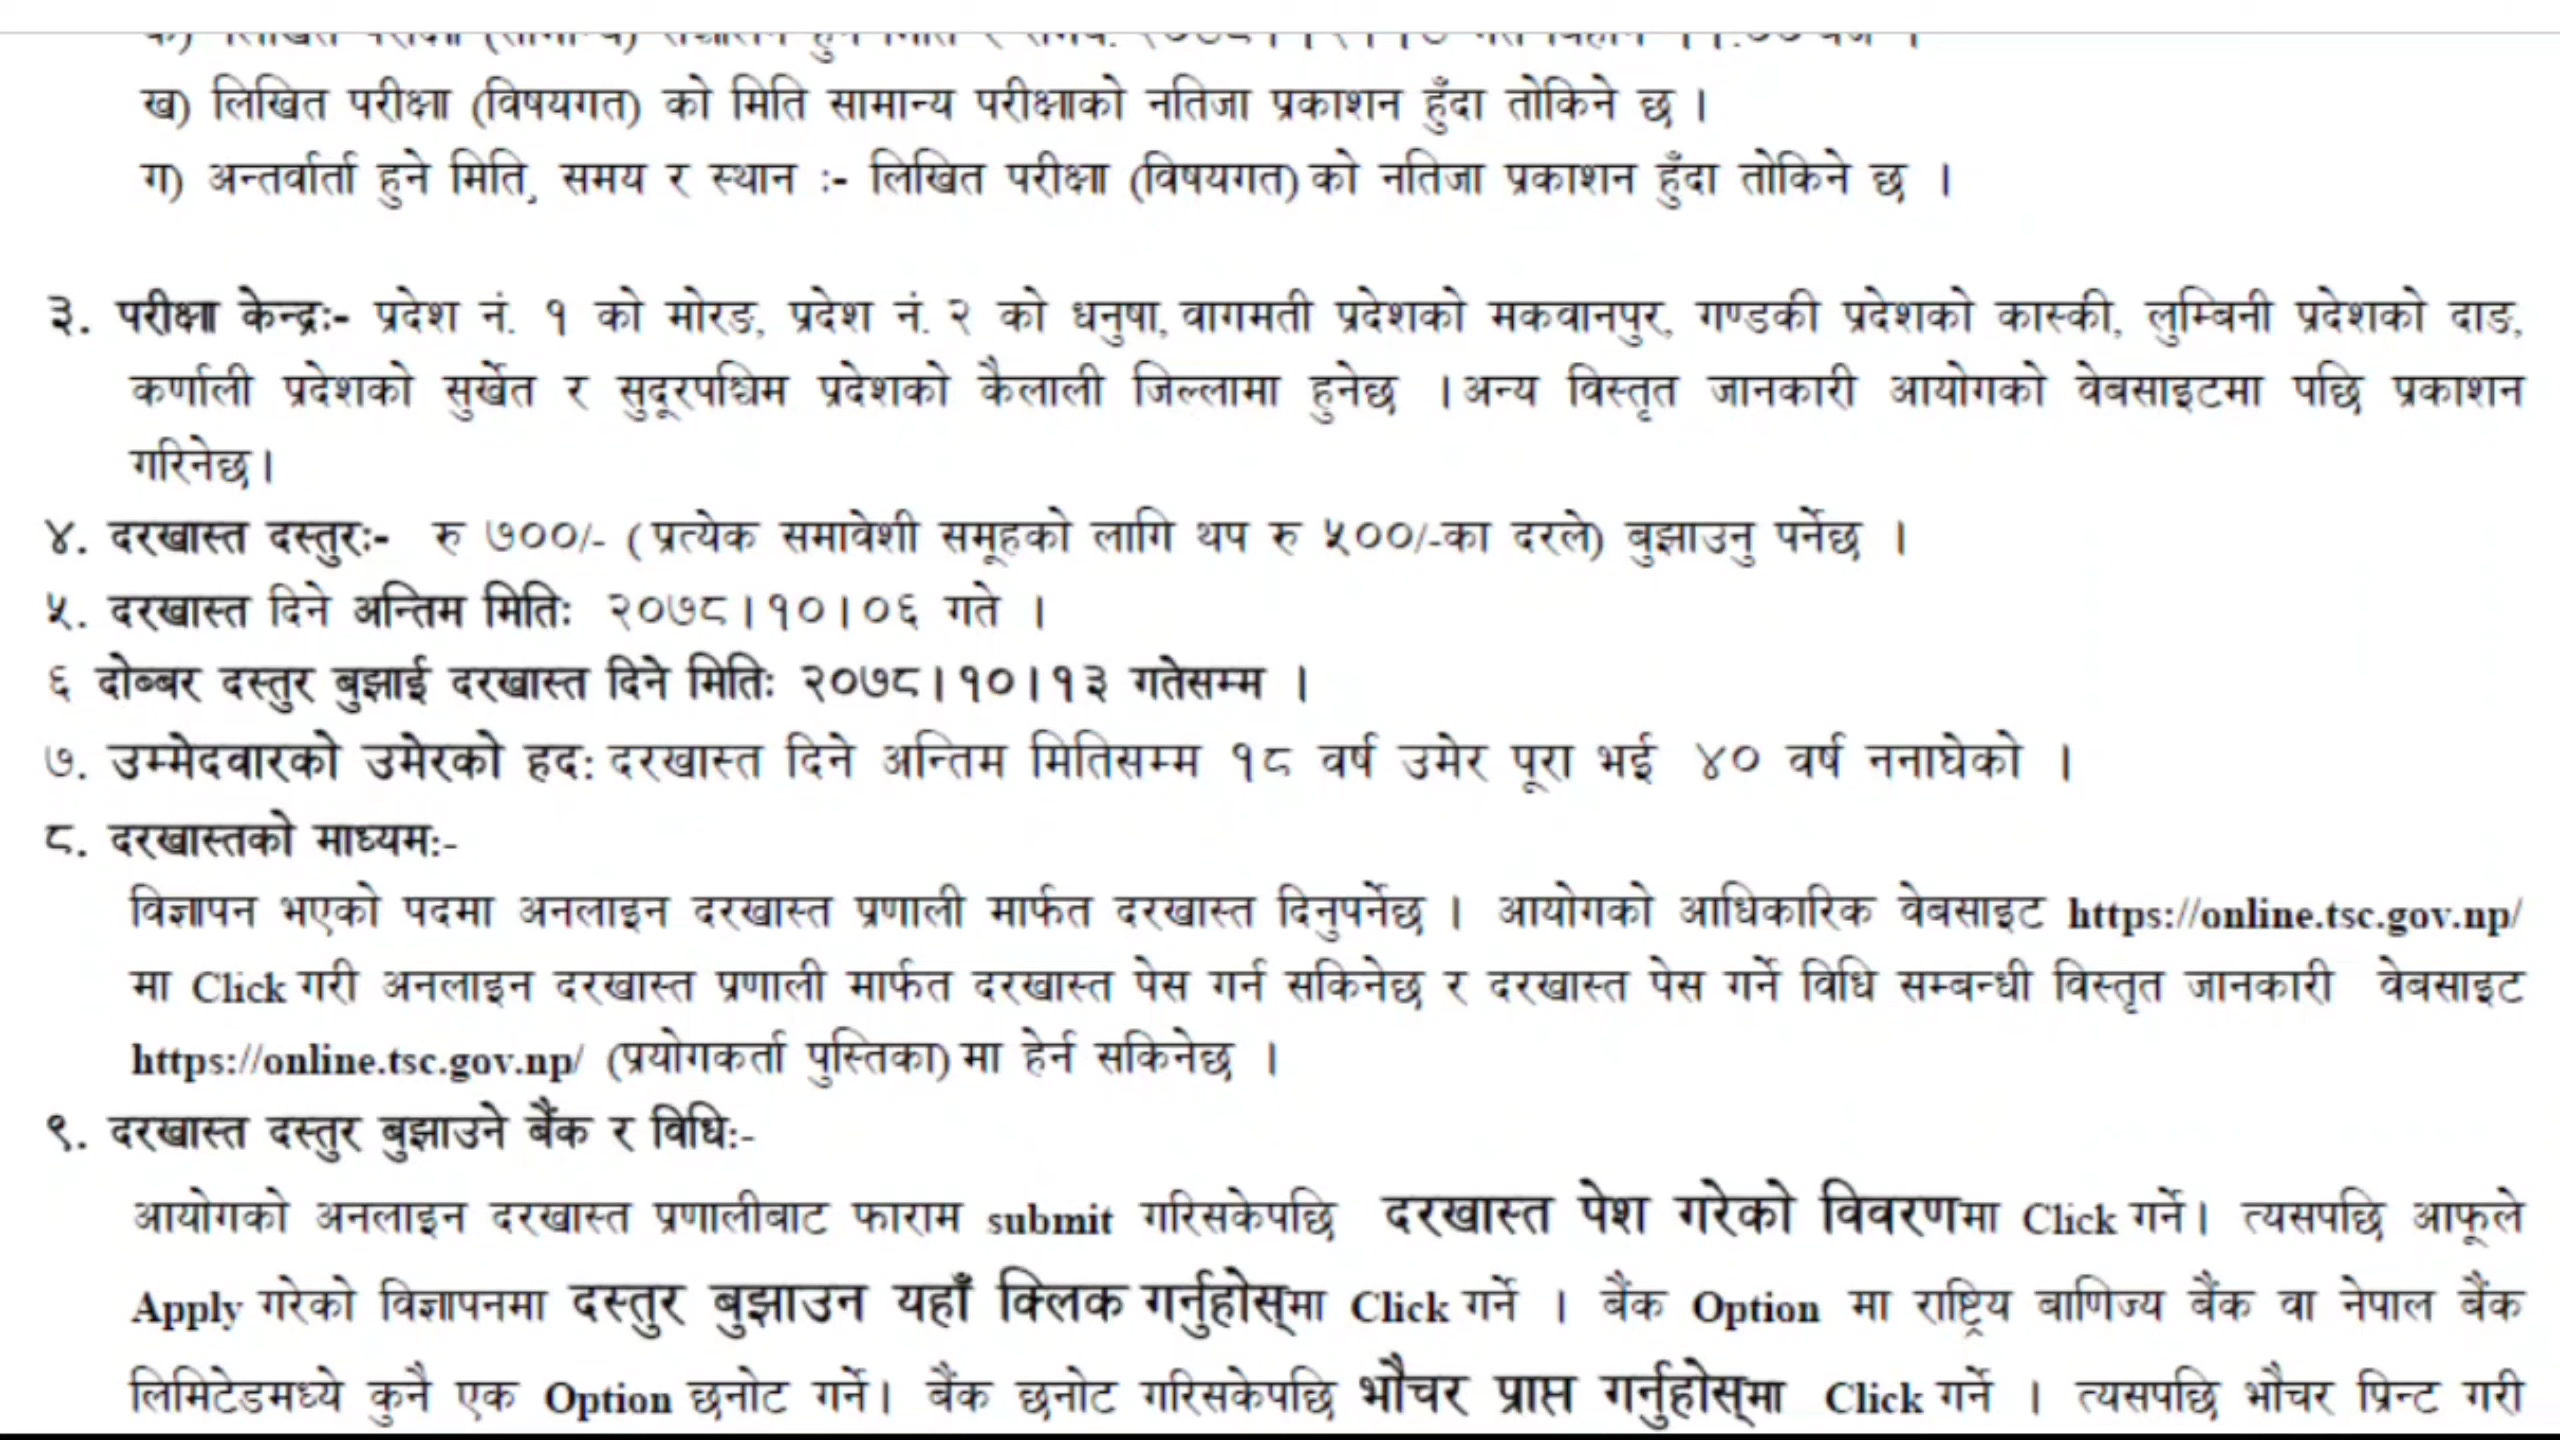 ख) लिखित परीक्षा (विषयगत) को मिति सामान्य परीक्षाको नतिजा प्रकाशन हुँदा तोकिने छ ।
ग) अन्तर्वार्ता हुने मिति, समय र स्थान :- लिखित परीक्षा (विषयगत) को नतिजा प्रकाशन हुँदा तोकिने छ ।
३. परीक्षा केन्द्रः- प्रदेश नं. १ को मोरङ, प्रदेश नं. २ को धनुषा, वागमती प्रदेशको मकवानपुर, गण्डकी प्रदेशको कास्की, लुम्बिनी प्रदेशको दाङ,
कर्णाली प्रदेशको सुर्खेत र सुदूरपश्चिम प्रदेशको कैलाली जिल्लामा हुनेछ ।अन्य विस्तृत जानकारी आयोगको वेबसाइटमा पछि प्रकाशन
गरिनेछ।
४. दरखास्त दस्तुरः- रु ७००/- ( प्रत्येक समावेशी समूहको लागि थप रु ५००/-का दरले) बुझाउनु पर्नेछ ।
५. दरखास्त दिने अन्तिम मितिः २०७८।१०।०६ गते ।
६ दोब्बर दस्तुर बुझाई दरखास्त दिने मितिः २०७८।१०।१३ गतेसम्म ।
७. उम्मेदवारको उमेरको हद: दरखास्त दिने अन्तिम मितिसम्म १८ वर्ष उमेर पूरा भई ४० वर्ष ननाघेको ।
८. दरखास्तको माध्यम:-
विज्ञापन भएको पदमा अनलाइन दरखास्त प्रणाली मार्फत दरखास्त दिनुपर्नेछ । आयोगको आधिकारिक वेबसाइट https://online.tsc.gov.np/
मा Click गरी अनलाइन दरखास्त प्रणाली मार्फत दरखास्त पेस गर्न सकिनेछ र दरखास्त पेस गर्ने विधि सम्बन्धी विस्तृत जानकारी वेबसाइट
https://online.tsc.gov.np/ (प्रयोगकर्ता पुस्तिका) मा हेर्न सकिनेछ ।
९. दरखास्त दस्तुर बुझाउने बैंक र विधि:-
आयोगको अनलाइन दरखास्त प्रणालीबाट फाराम submit गरिसकेपछि दरखास्त पेश गरेको विवरणमा Click गर्ने। त्यसपछि आफूले
Apply गरेको विज्ञापनमा दस्तुर बुझाउन यहाँ क्लिक गर्नुहोस्मा Click गर्ने । बैंक Option मा राष्ट्रिय बाणिज्य बैंक वा नेपाल बैंक
लिमिटेडमध्ये कुनै एक Option छनोट गर्ने। बैंक छनोट गरिसकेपछि भौचर प्राप्त गर्नुहोस्मा Click गर्ने । त्यसपछि भौचर प्रिन्ट गरी